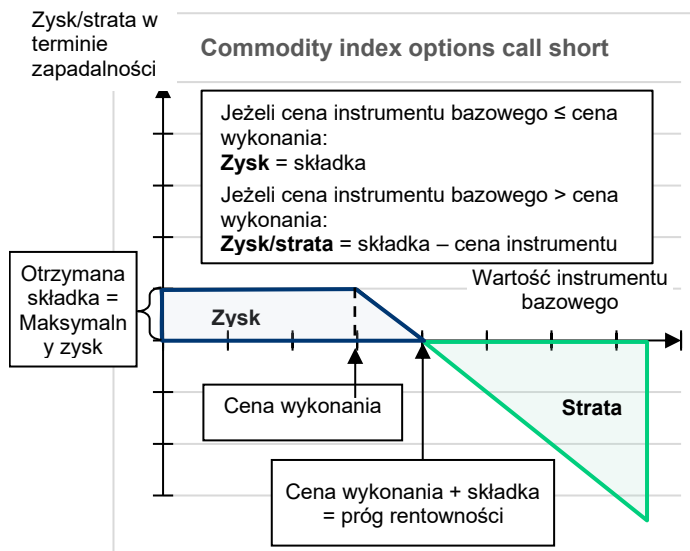 Zysk/strata w
terminie
zapadalności
Commodity index options call short
Jeżeli cena instrumentu bazowego ≤ cena
wykonania:
Zysk = składka
Jeżeli cena instrumentu bazowego > cena
wykonania:
Zysk/strata = składka – cena instrumentu
Otrzymana
składka =
Maksymaln
y zysk
Wartość instrumentu
bazowego
Zysk
Cena wykonania
Strata
Cena wykonania + składka
= próg rentowności